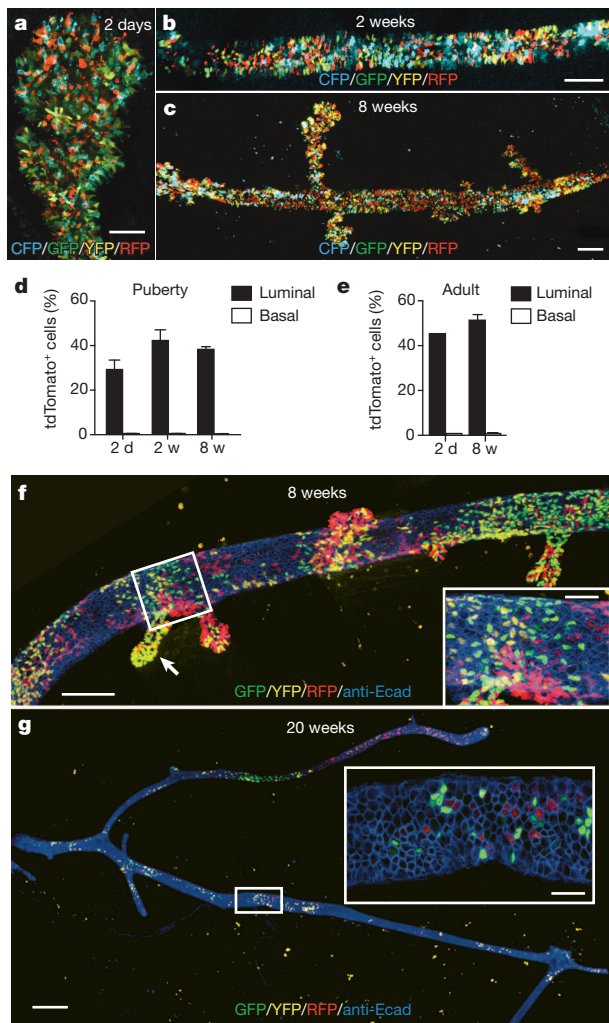 a 2 days
CFP/GFP/YFP/RFP
b 2 weeks
CFP/GFP/YFP/RFP
c 8 weeks
CFP/GFP/YFP/RFP
d Puberty
Luminal
Basal
tdTomato+ cells (%)
60
40
20
0
2 d 2 w 8 w
e Adult
Luminal
Basal
tdTomato+ cells (%)
60
40
20
0
2 d 8 w
f 8 weeks
GFP/YFP/RFP/anti-Ecad
g 20 weeks
GFP/YFP/RFP/anti-Ecad